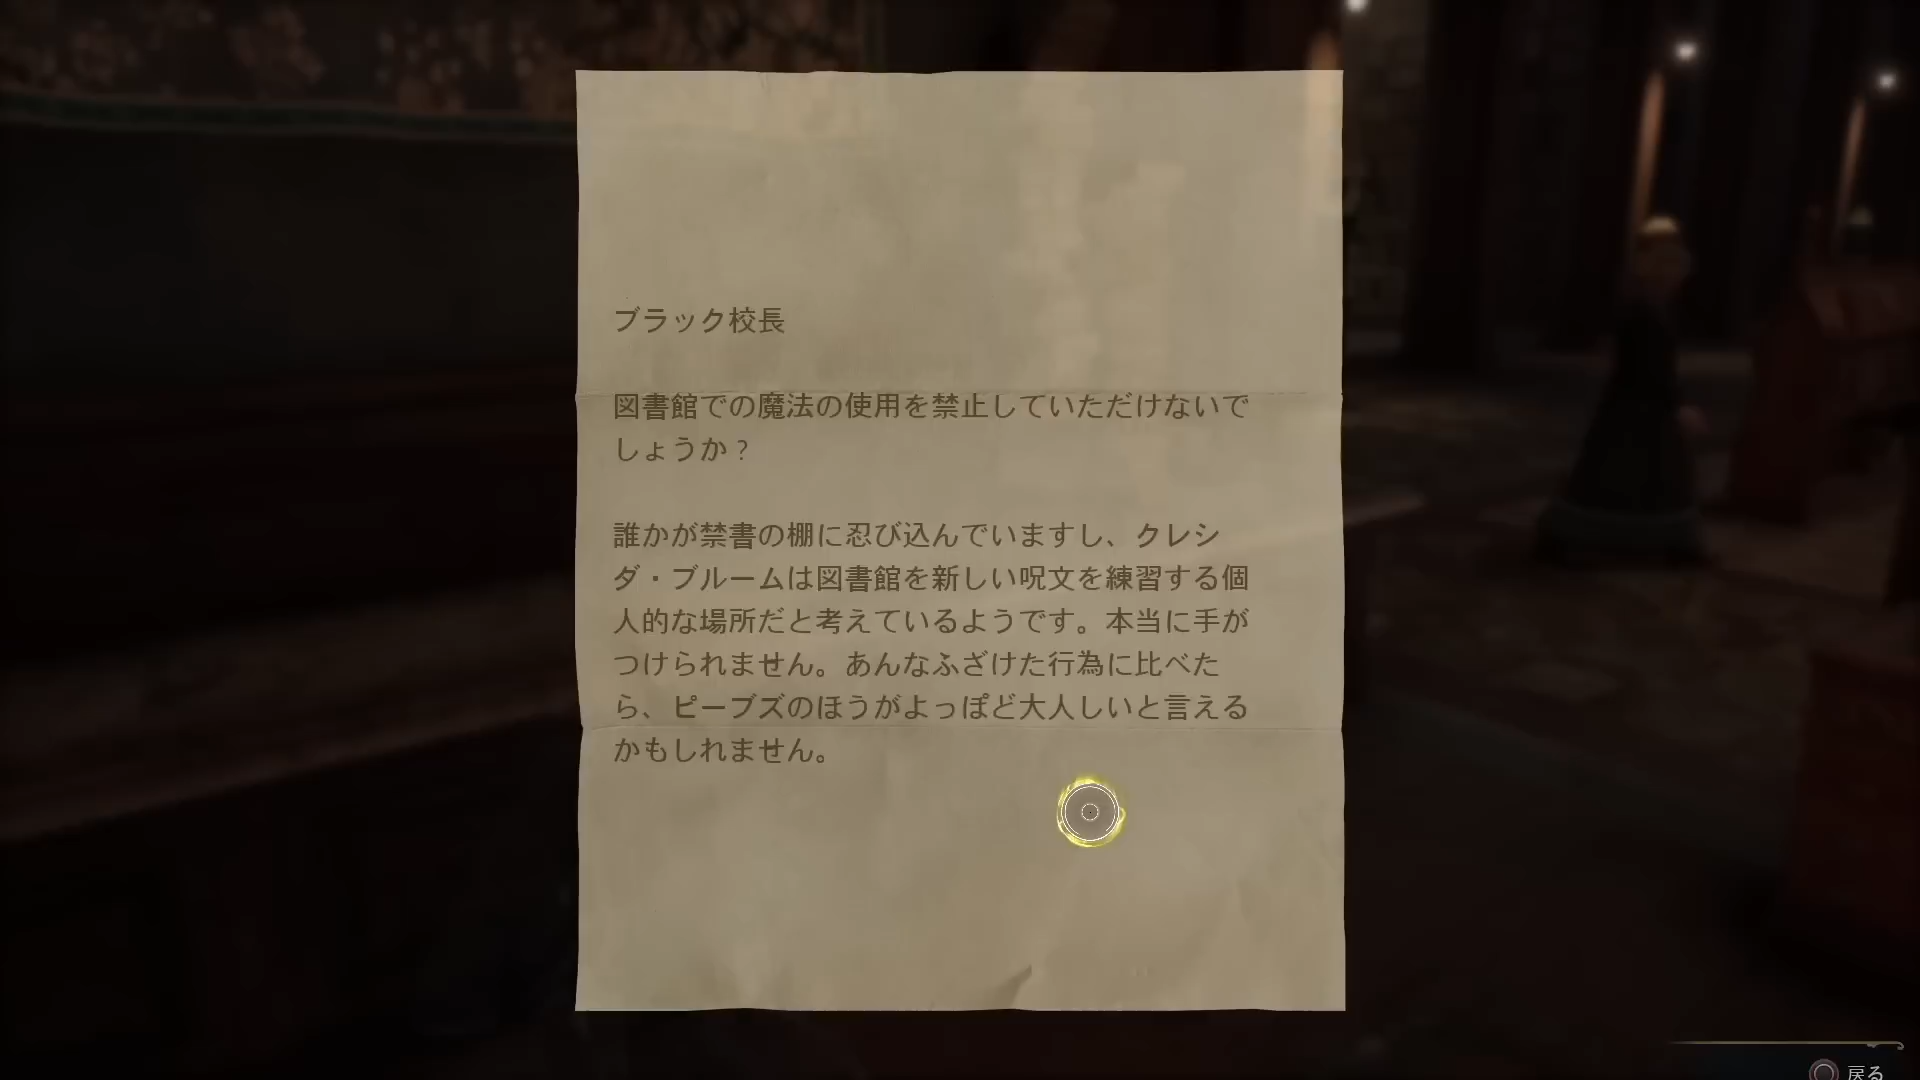 ブラック校長
図書館での魔法の使用を禁止していただけないで
しょうか？
誰かが禁書の棚に忍び込んでいますし、クレシ
ダ・ブルームは図書館を新しい呪文を練習する個
人的な場所だと考えているようです。本当に手が
つけられません。あんなふざけた行為に比べた
ら、ピーブズのほうがよっぽど大人しいと言える
かもしれません。
戻る